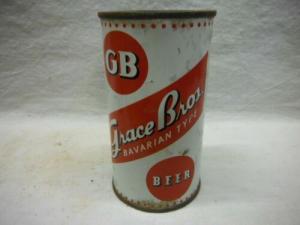 GB
Grace Bros.
BAVARIAN TYPE
BEER